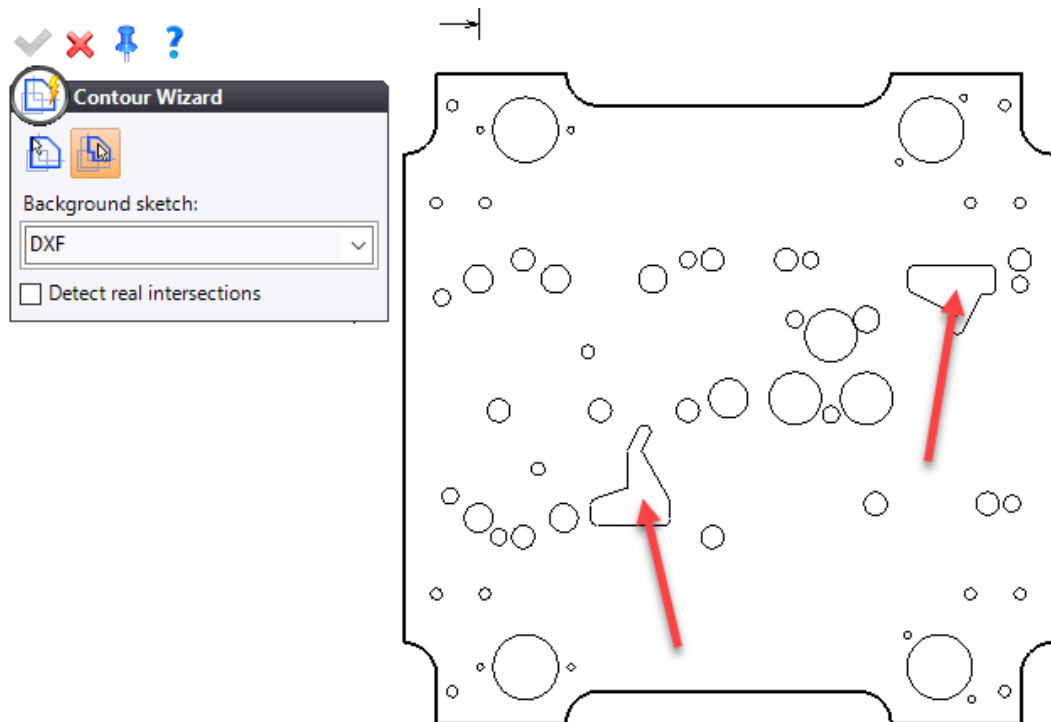 ?
Contour Wizard
Background sketch:
DXF
Detect real intersections